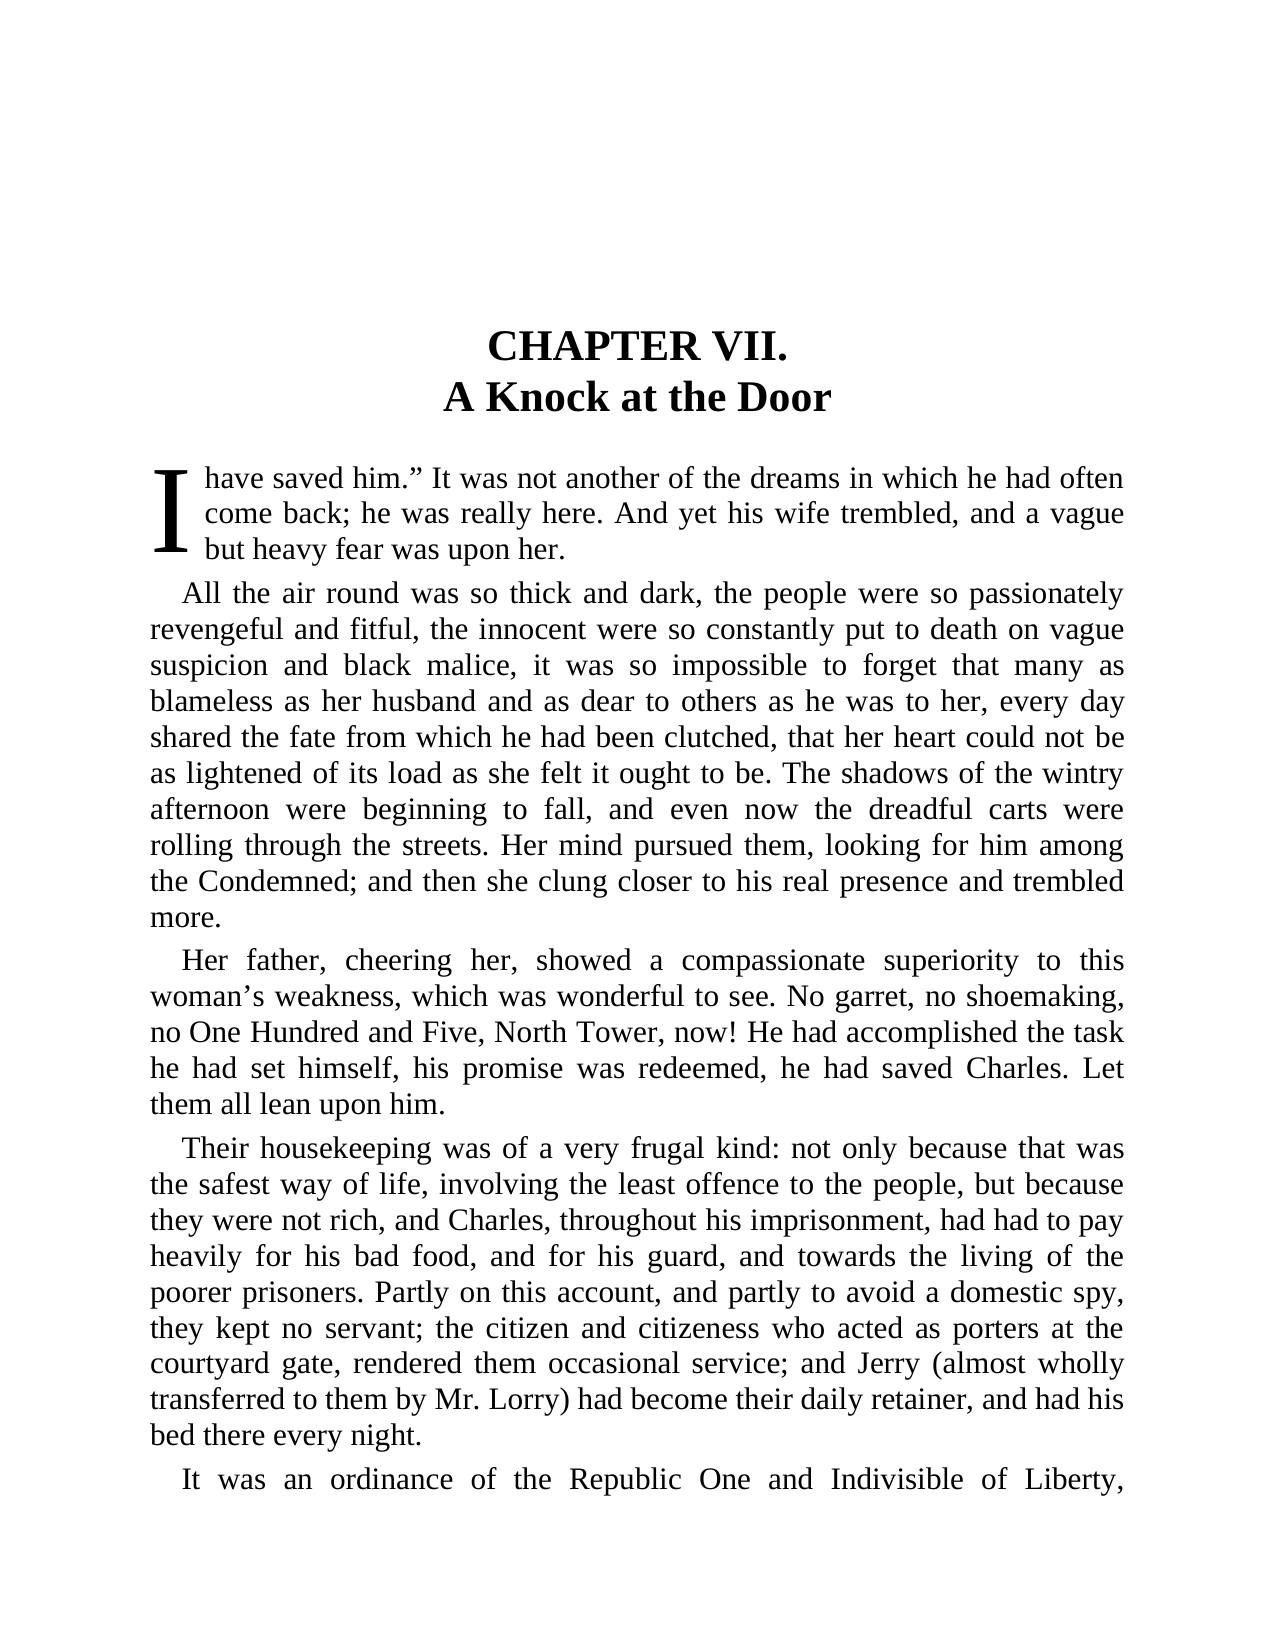 CHAPTER VII.
A Knock at the Door
I have saved him.” It was not another of the dreams in which he had often
come back; he was really here. And yet his wife trembled, and a vague
but heavy fear was upon her.
All the air round was so thick and dark, the people were so passionately
revengeful and fitful, the innocent were so constantly put to death on vague
suspicion and black malice, it was so impossible to forget that many as
blameless as her husband and as dear to others as he was to her, every day
shared the fate from which he had been clutched, that her heart could not be
as lightened of its load as she felt it ought to be. The shadows of the wintry
afternoon were beginning to fall, and even now the dreadful carts were
rolling through the streets. Her mind pursued them, looking for him among
the Condemned; and then she clung closer to his real presence and trembled
more.
Her father, cheering her, showed a compassionate superiority to this
woman’s weakness, which was wonderful to see. No garret, no shoemaking,
no One Hundred and Five, North Tower, now! He had accomplished the task
he had set himself, his promise was redeemed, he had saved Charles. Let
them all lean upon him.
Their housekeeping was of a very frugal kind: not only because that was
the safest way of life, involving the least offence to the people, but because
they were not rich, and Charles, throughout his imprisonment, had had to pay
heavily for his bad food, and for his guard, and towards the living of the
poorer prisoners. Partly on this account, and partly to avoid a domestic spy,
they kept no servant; the citizen and citizeness who acted as porters at the
courtyard gate, rendered them occasional service; and Jerry (almost wholly
transferred to them by Mr. Lorry) had become their daily retainer, and had his
bed there every night.
It was an ordinance of the Republic One and Indivisible of Liberty,